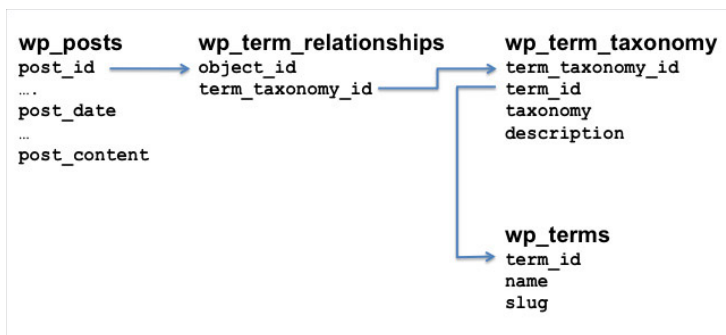 wp_posts
post_id
....
post_date
…
post_content
wp_term_relationships
object_id
term_taxonomy_id
wp_term_taxonomy
term_taxonomy_id
term_id
taxonomy
description
wp_terms
term_id
name
slug